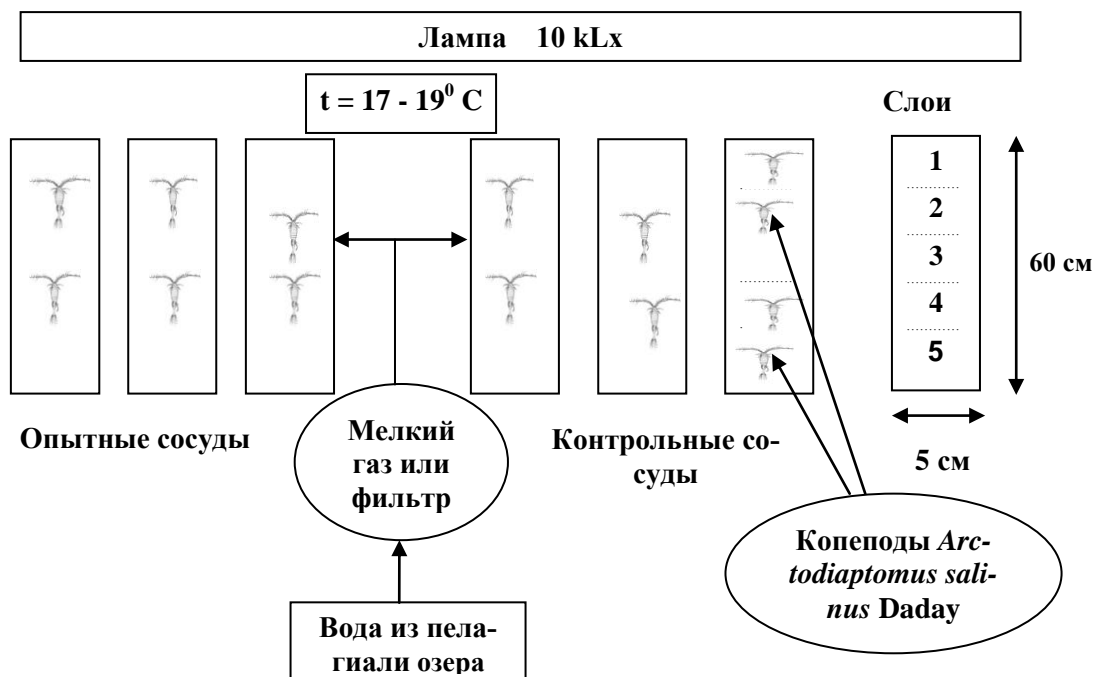 Лампа 10 kLx
t = 17 - 19⁰ C
Слои
1
2
3
4
5
60 см
5 см
Опытные сосуды
Мелкий
газ или
фильтр
Контрольные со-
суды
Копеподы Arc-
todiaptomus sali-
nus Daday
Вода из пела-
гиали озера